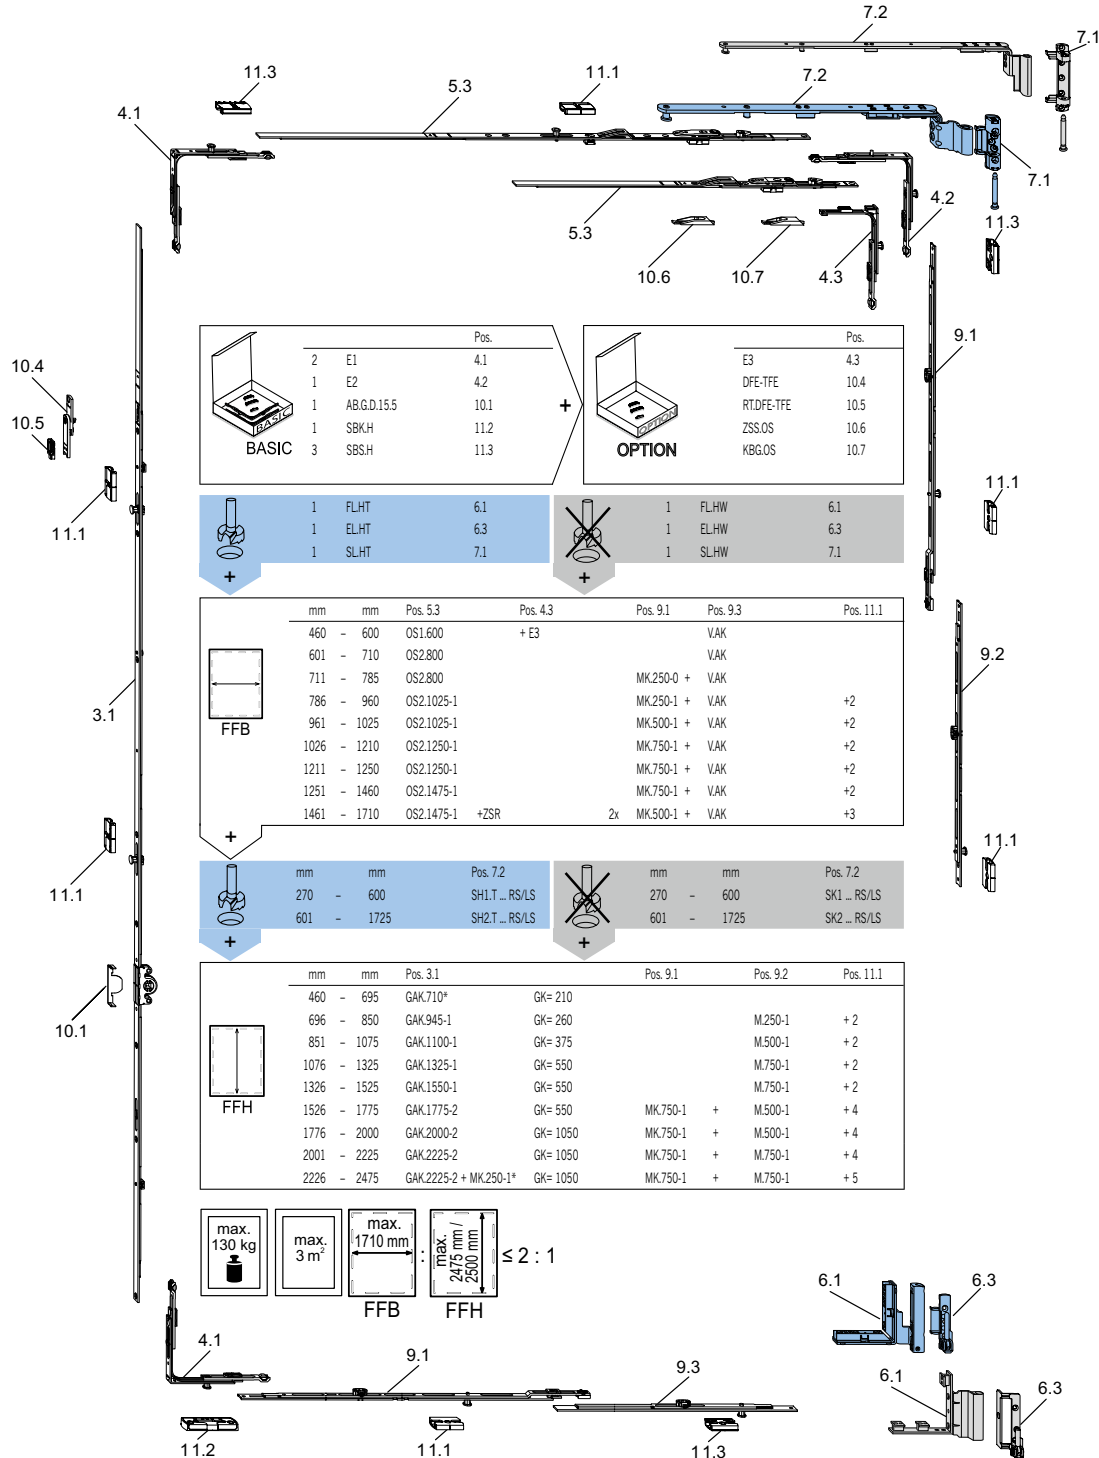 7.2
7.1
11.3
5.3
11.1
7.2
4.1
7.1
5.3
4.2
11.3
10.6
10.7
4.3
9.1
Pos.
2 E1 4.1
1 E2 4.2
1 AB.G.D.15.5 10.1
1 SBK.H 11.2
3 SBS.H 11.3
BASIC
BASIC
+
Pos.
E3 4.3
DFE-TFE 10.4
RT.DFE-TFE 10.5
ZSS.OS 10.6
KBG.OS 10.7
OPTION
OPTION
10.4
10.5
11.1
11.1
1 FL.HT 6.1
1 EL.HT 6.3
1 SL.HT 7.1
+
1 FL.HW 6.1
1 EL.HW 6.3
1 SL.HW 7.1
+
mm mm Pos. 5.3 Pos. 4.3 Pos. 9.1 Pos. 9.3 Pos. 11.1
460 – 600 OS1.600 + E3 V.AK
601 – 710 OS2.800 V.AK
711 – 785 OS2.800 MK.250-0 + V.AK
786 – 960 OS2.1025-1 MK.250-1 + V.AK +2
961 – 1025 OS2.1025-1 MK.500-1 + V.AK +2
1026 – 1210 OS2.1250-1 MK.750-1 + V.AK +2
1211 – 1250 OS2.1250-1 MK.750-1 + V.AK +2
1251 – 1460 OS2.1475-1 MK.750-1 + V.AK +2
1461 – 1710 OS2.1475-1 +ZSR 2x MK.500-1 + V.AK +3
FFB
+
9.2
3.1
11.1
11.1
mm mm Pos. 7.2
270 – 600 SH1.T ... RS/LS
601 – 1725 SH2.T ... RS/LS
+
mm mm Pos. 7.2
270 – 600 SK1 ... RS/LS
601 – 1725 SK2 ... RS/LS
+
10.1
mm mm Pos. 3.1 Pos. 9.1 Pos. 9.2 Pos. 11.1
460 – 695 GAK.710* GK= 210
696 – 850 GAK.945-1 GK= 260 M.250-1 + 2
851 – 1075 GAK.1100-1 GK= 375 M.500-1 + 2
1076 – 1325 GAK.1325-1 GK= 550 M.750-1 + 2
1326 – 1525 GAK.1550-1 GK= 550 M.750-1 + 2
1526 – 1775 GAK.1775-2 GK= 550 MK.750-1 + M.500-1 + 4
1776 – 2000 GAK.2000-2 GK= 1050 MK.750-1 + M.500-1 + 4
2001 – 2225 GAK.2225-2 GK= 1050 MK.750-1 + M.750-1 + 4
2226 – 2475 GAK.2225-2 + MK.250-1* GK= 1050 MK.750-1 + M.750-1 + 5
FFH
max.
130 kg
max.
3 m²
max.
1710 mm
FFB
:
max.
2475 mm /
2500 mm
FFH
≤ 2 : 1
6.1
6.3
4.1
9.1
9.3
6.1
6.3
11.2
11.1
11.3